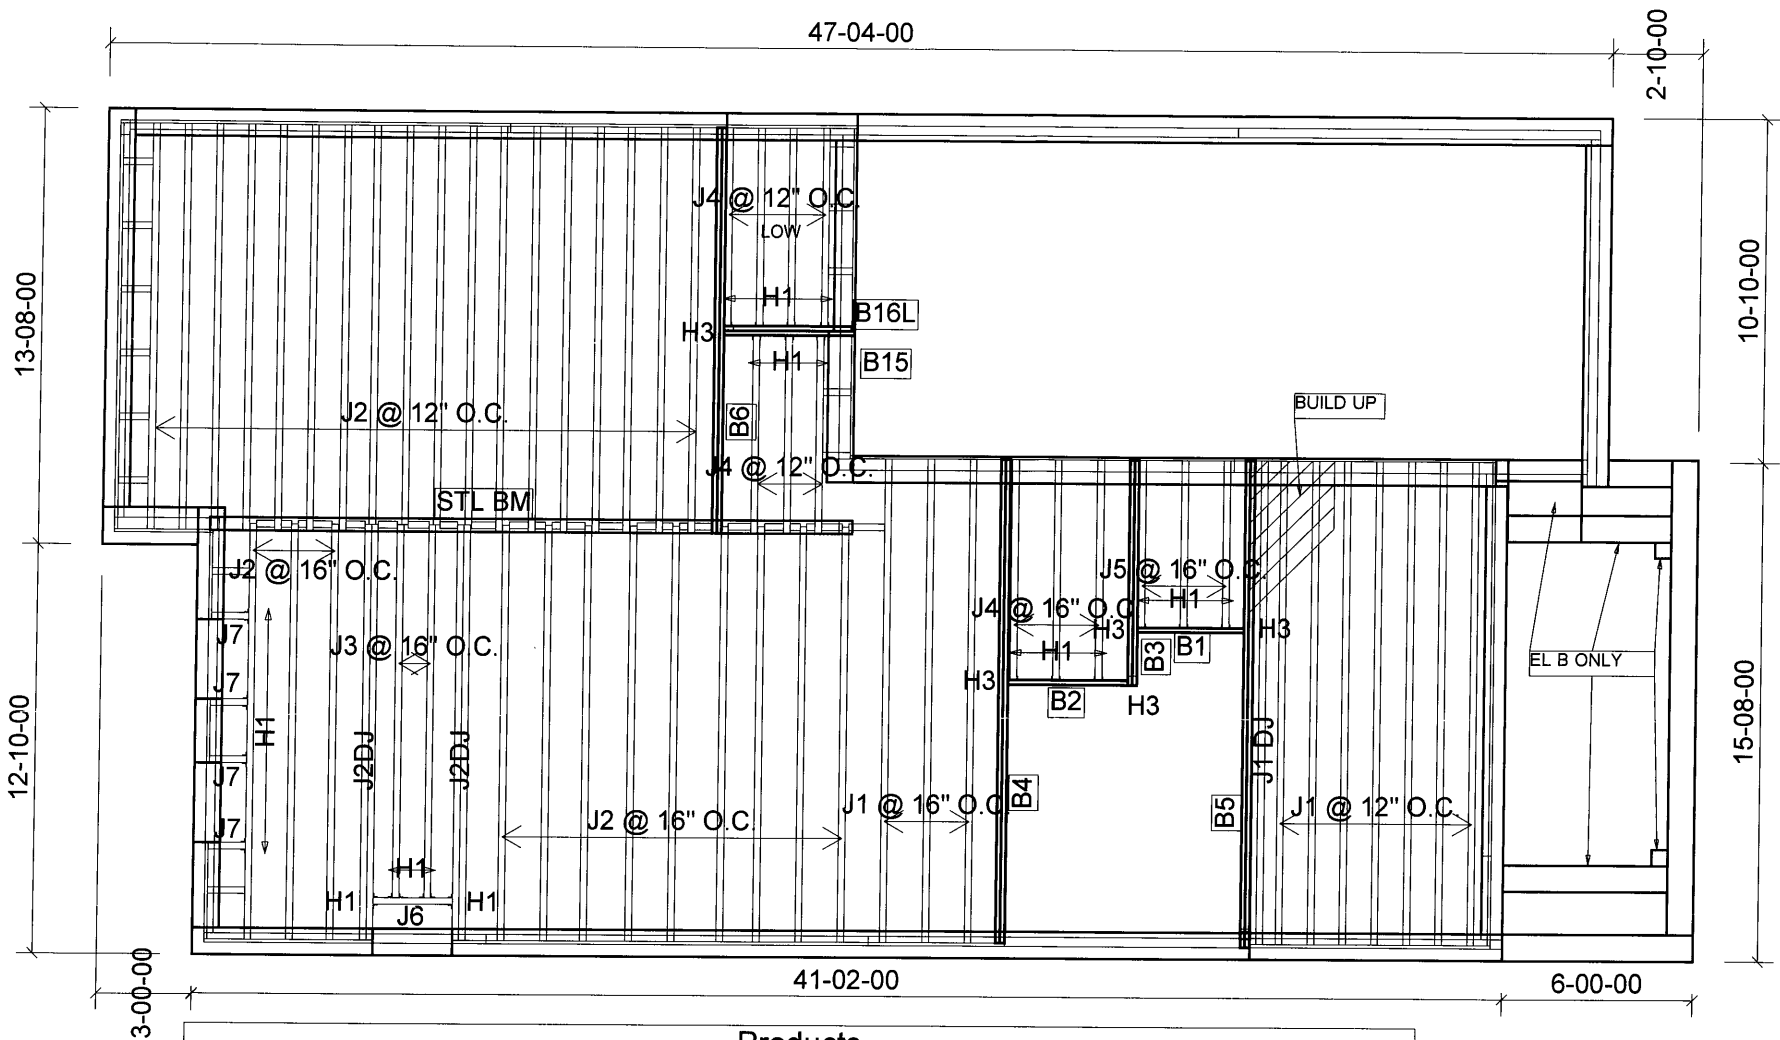 47-04-00
2-10-00
13-08-00
10-10-00
J4 @ 12" O.C.
LOW
H1
B16L
H3
H1
B15
BUILD UP
J2 @ 12" O.C.
B6
J4 @ 12" O.C.
STL BM
J2 @ 16" O.C.
J5 @ 16" O.C.
H1
J4 @ 16" O.C
H3
H3
J7
J3 @ 16" O.C.
H1
B3
B1
EL B ONLY
J7
H3
B2
H3
12-10-00
H1
J2DJ
J2DJ
J1DJ
15-08-00
J7
B4
J1 @ 16" O.C.
B5
J1 @ 12" O.C.
J7
J2 @ 16" O.C.
H1
H1
H1
J6
3-00-00
41-02-00
6-00-00
Products